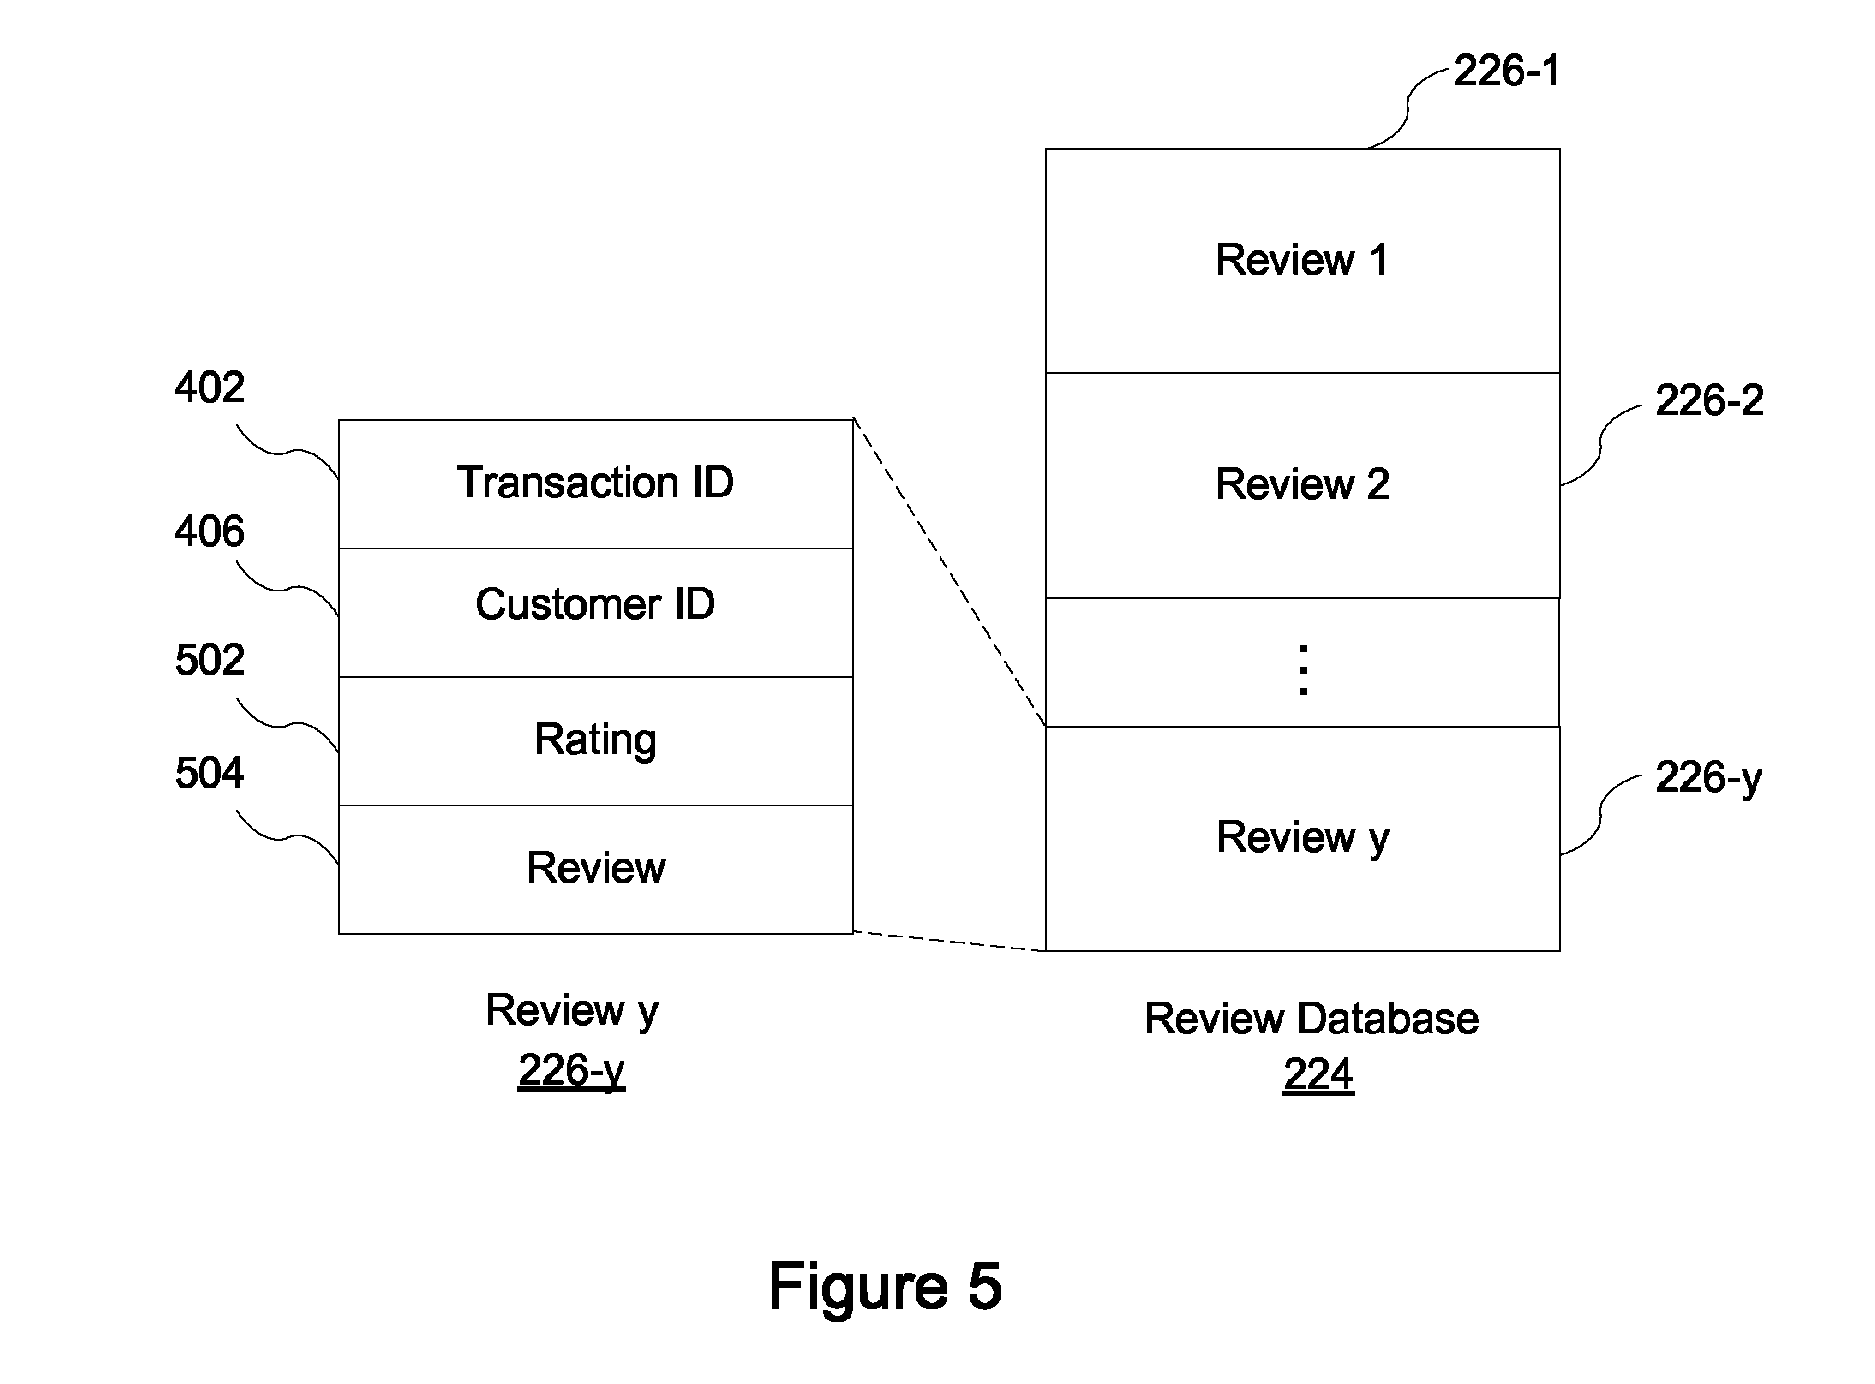 226-1
Review 1
402
226-2
Transaction ID
Review 2
406
Customer ID
502
⋮
Rating
504
226-y
Review y
Review
Review y
226-y
Review Database
224
Figure 5